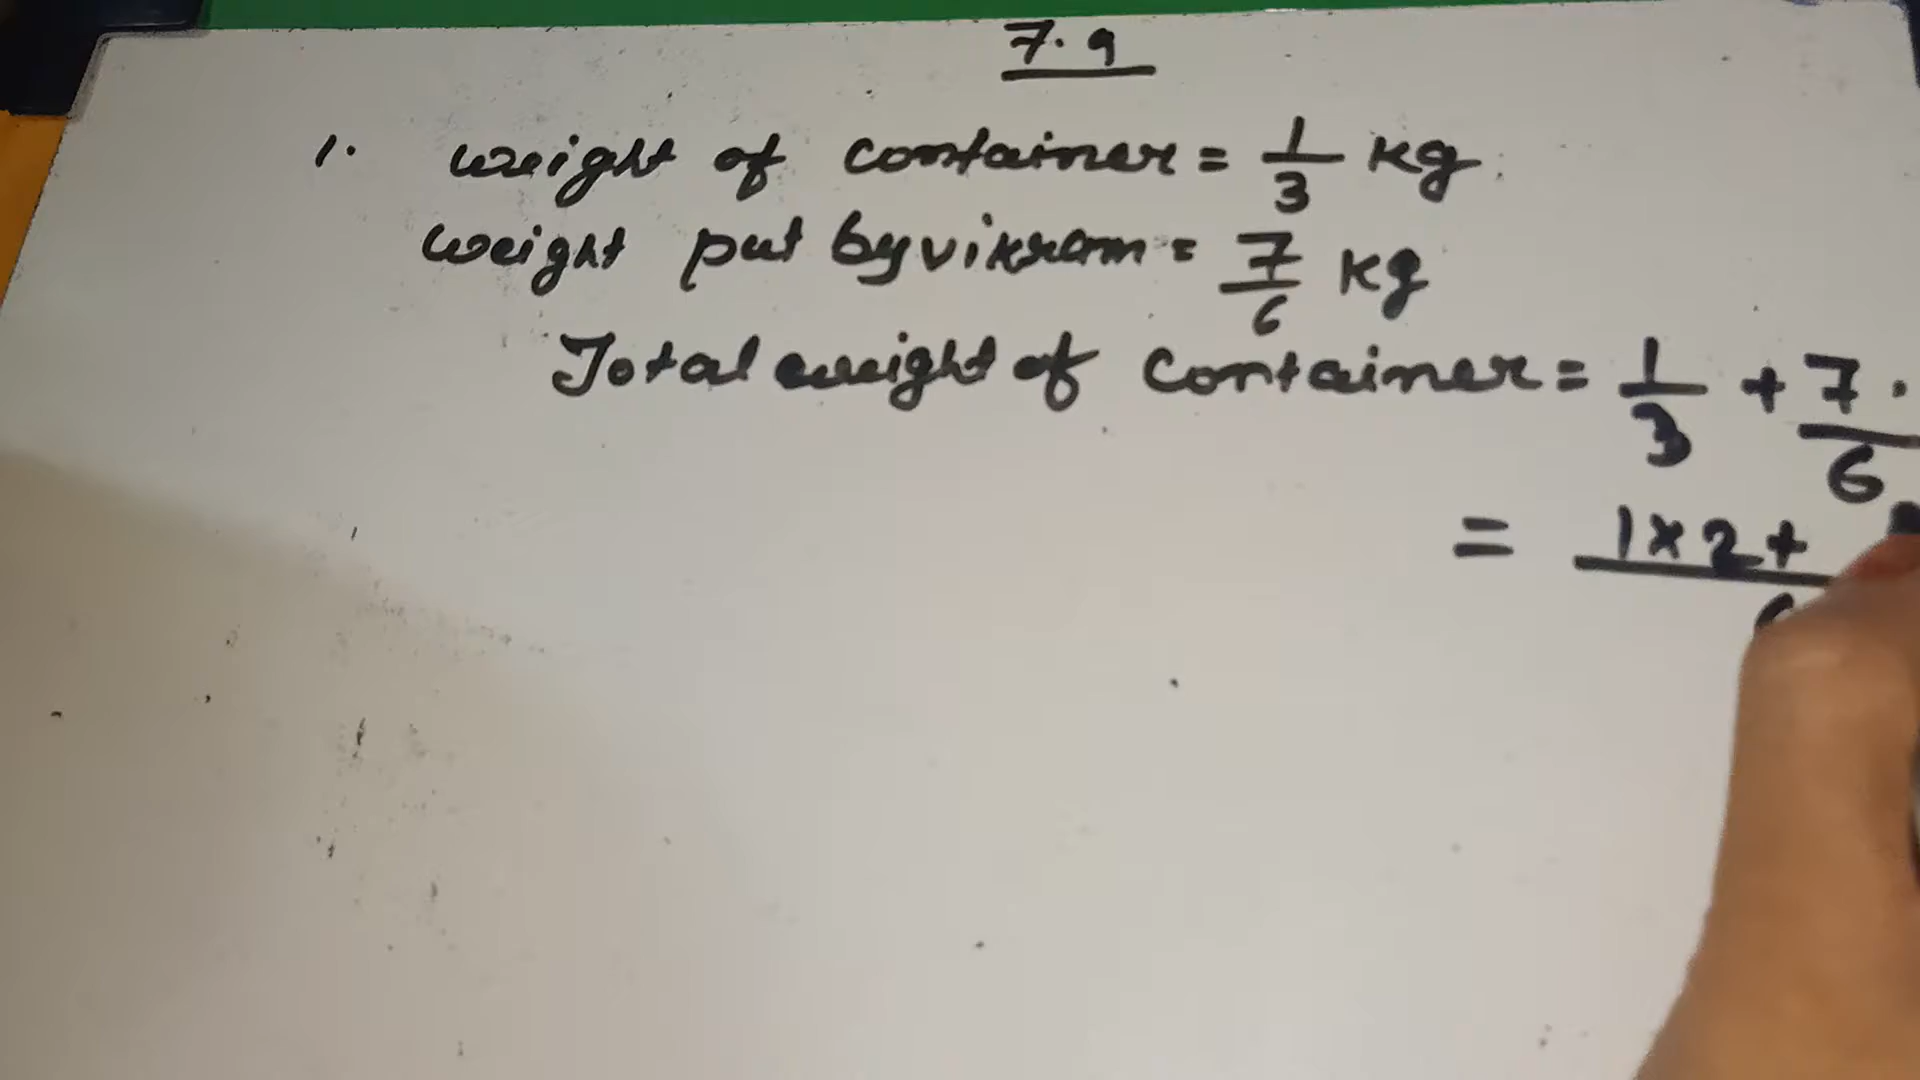 7.9
1. weight of container = 1/3 kg
weight put by vikram = 7/6 kg
Total weight of container = 1/3 + 7/6
= 1×2+ / 6